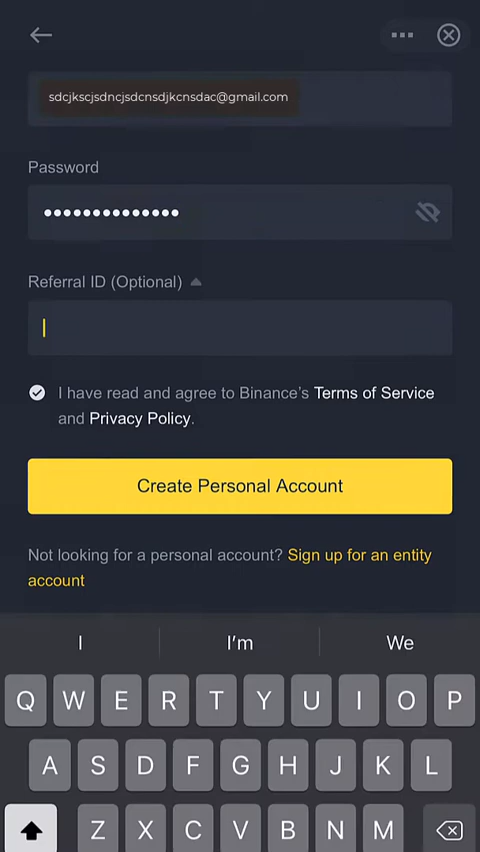 sdcjkscjsdncjsdcnsdjkcnsdac@gmail.com
Password
••••••••••••••
Referral ID (Optional)
I have read and agree to Binance's Terms of Service
and Privacy Policy.
Create Personal Account
Not looking for a personal account? Sign up for an entity
account
I I'm We
Q W E R T Y U I O P
A S D F G H J K L
Z X C V B N M